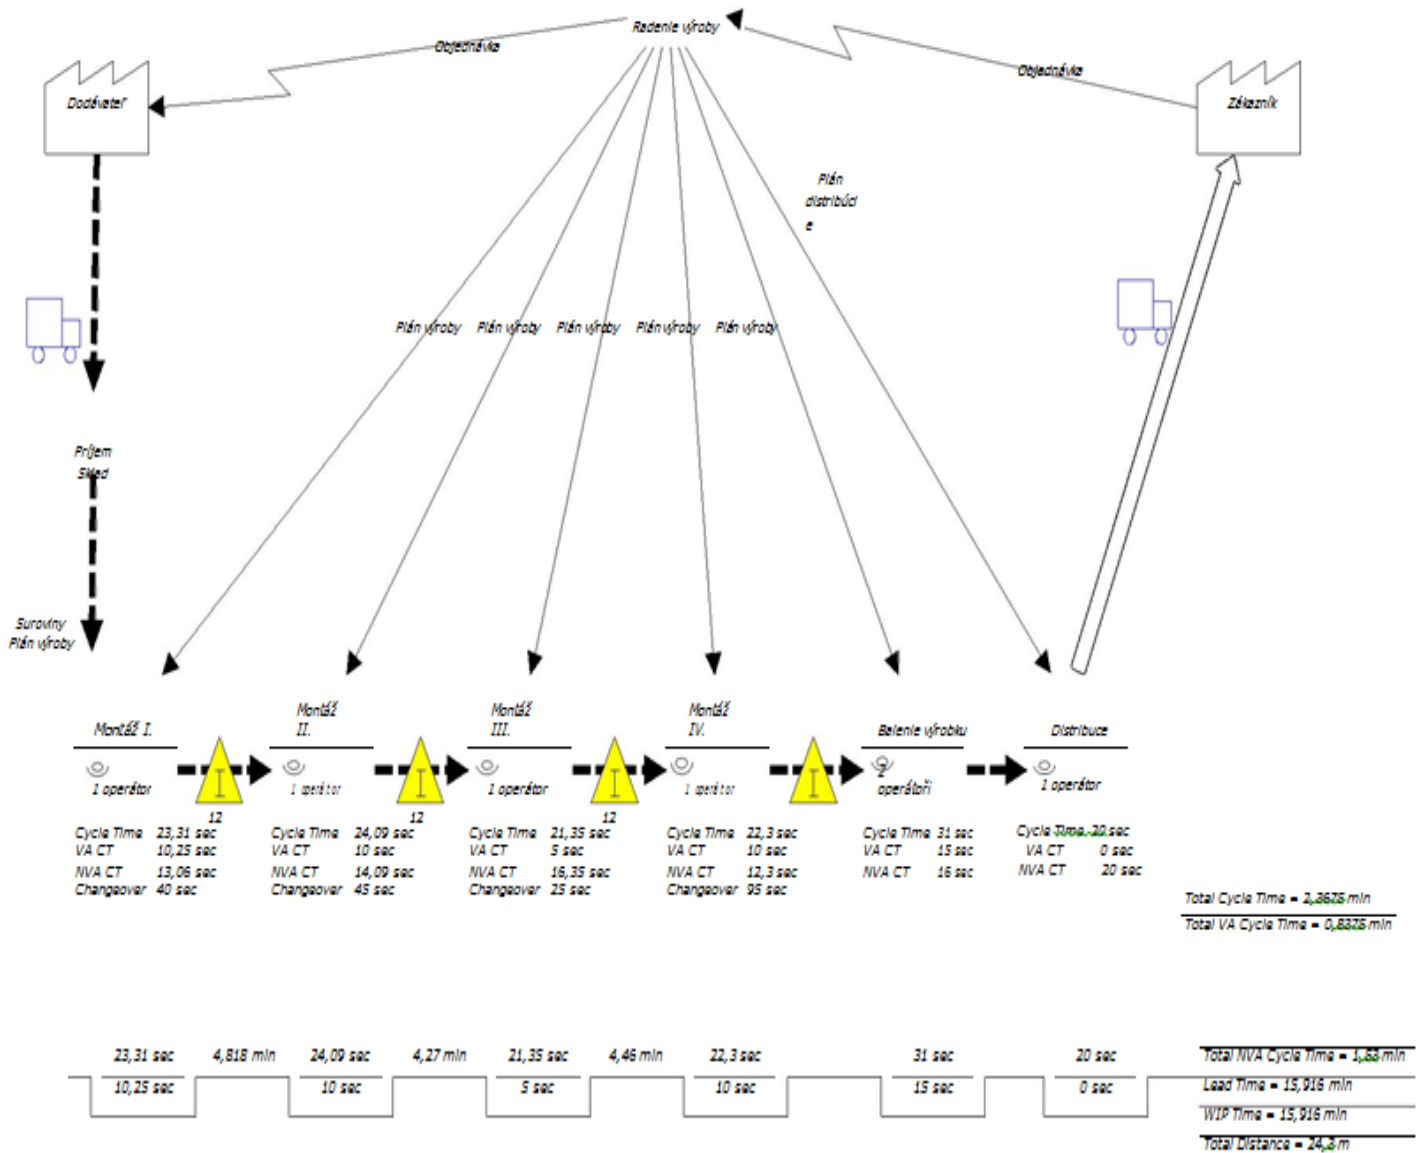 Radenie výroby
Objednávka
Objednávka
Dodávateľ
Zákazník
Plán
distribúci
e
Plán výroby
Plán výroby
Plán výroby
Plán výroby
Plán výroby
Príjem
Sklad
Suroviny
Plán výroby
Montáž I.
Montáž
II.
Montáž
III.
Montáž
IV.
Balenie výrobku
Distribuce
1 operátor
1 operátor
1 operátor
1 operátor
2
operátoři
1 operátor
12
12
12
Cycle Time 23,31 sec
VA CT 10,25 sec
NVA CT 13,06 sec
Changeover 40 sec
Cycle Time 24,09 sec
VA CT 10 sec
NVA CT 14,09 sec
Changeover 45 sec
Cycle Time 21,35 sec
VA CT 5 sec
NVA CT 16,35 sec
Changeover 25 sec
Cycle Time 22,3 sec
VA CT 10 sec
NVA CT 12,3 sec
Changeover 95 sec
Cycle Time 31 sec
VA CT 15 sec
NVA CT 16 sec
Cycle Time 20 sec
VA CT 0 sec
NVA CT 20 sec
Total Cycle Time = 2,3675 min
Total VA Cycle Time = 0,8375 min
23,31 sec 4,818 min 24,09 sec 4,27 min 21,35 sec 4,46 min 22,3 sec 31 sec 20 sec
10,25 sec 10 sec 5 sec 10 sec 15 sec 0 sec
Total NVA Cycle Time = 1,53 min
Lead Time = 15,916 min
WIP Time = 15,916 min
Total Distance = 24,3 m